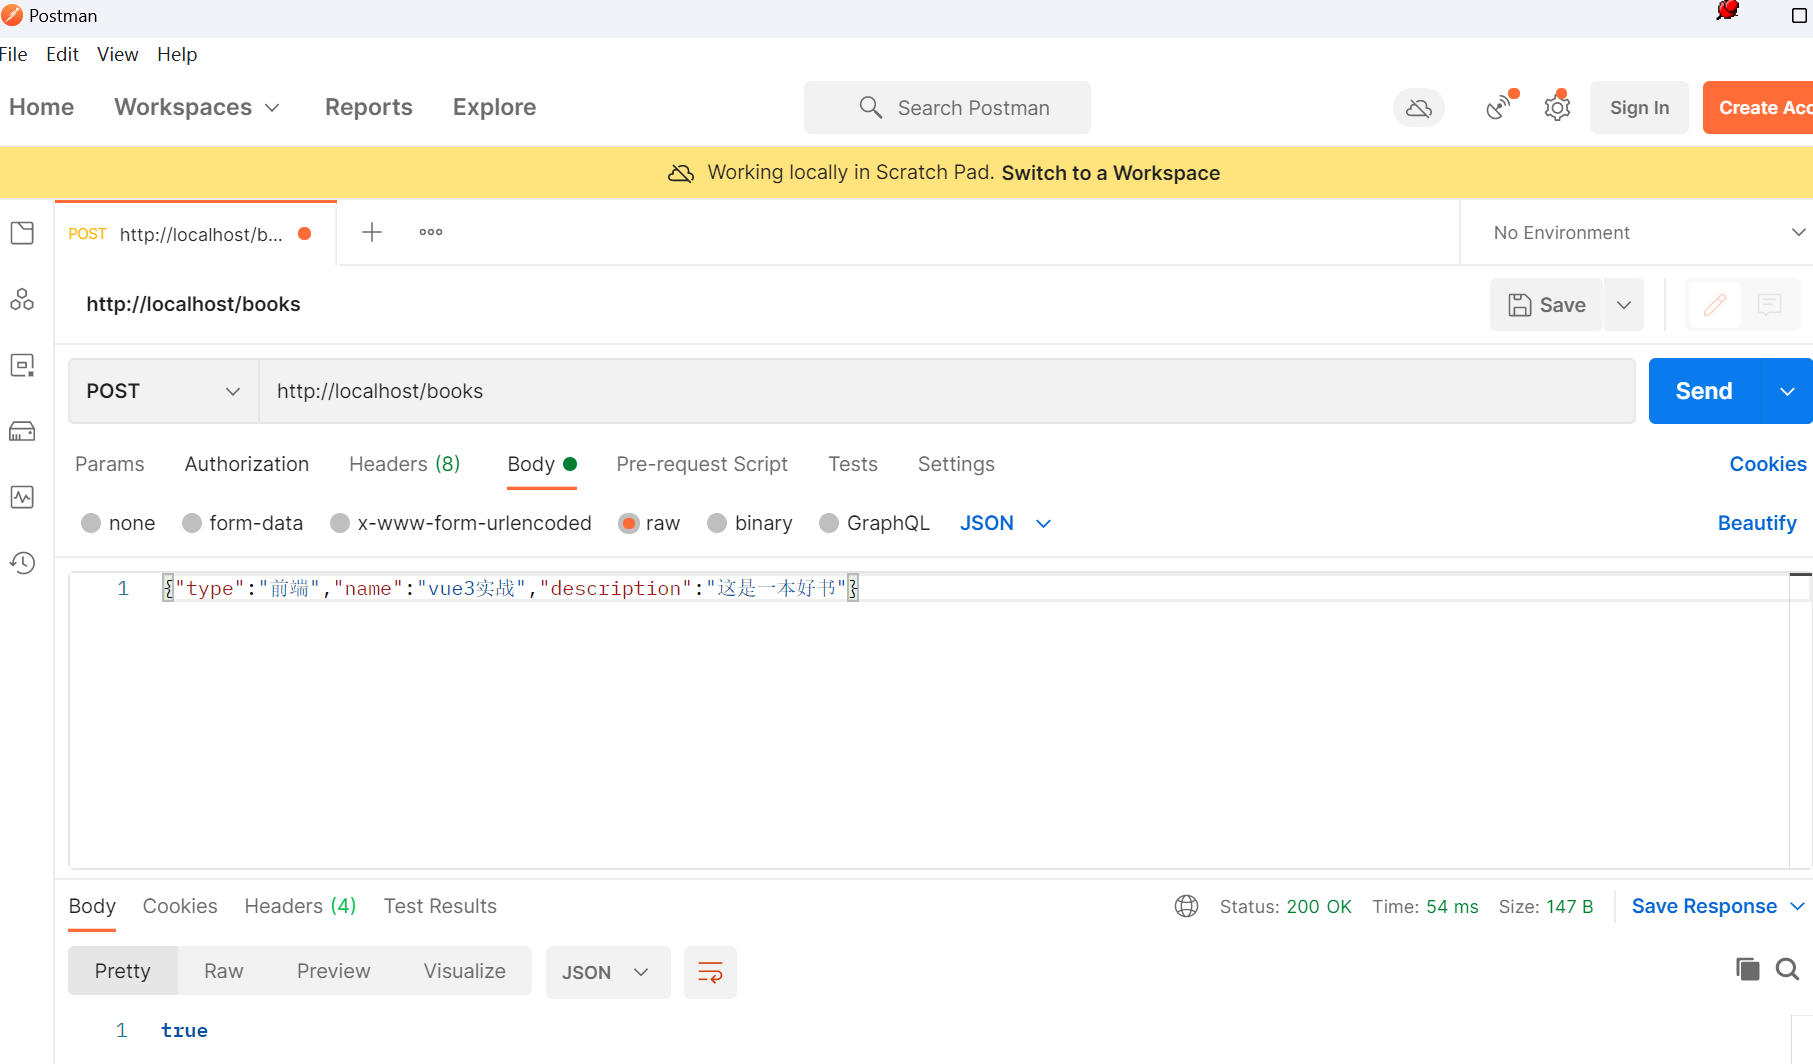 Postman
File Edit View Help
Home Workspaces Reports Explore Search Postman Sign In Create Acc
Working locally in Scratch Pad. Switch to a Workspace
POST http://localhost/b... No Environment
http://localhost/books Save
POST http://localhost/books Send
Params Authorization Headers (8) Body Pre-request Script Tests Settings Cookies
none form-data x-www-form-urlencoded raw binary GraphQL JSON Beautify
1 {"type":"前端","name":"vue3实战","description":"这是一本好书"}
Body Cookies Headers (4) Test Results Status: 200 OK Time: 54 ms Size: 147 B Save Response
Pretty Raw Preview Visualize JSON
1 true